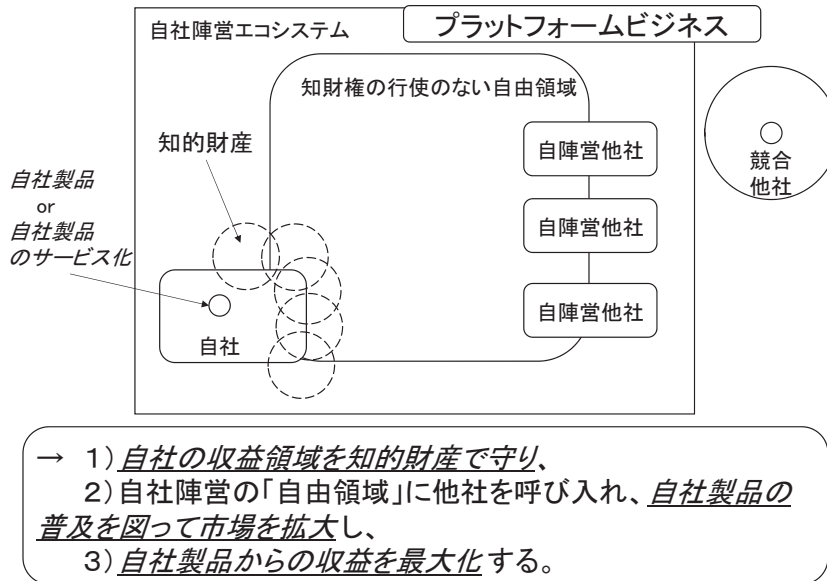 自社陣営エコシステム
プラットフォームビジネス
知財権の行使のない自由領域
知的財産
自陣営他社
競合
他社
自社製品
or
自社製品
のサービス化
自陣営他社
自陣営他社
自社
→ 1)自社の収益領域を知的財産で守り、
2)自社陣営の「自由領域」に他社を呼び入れ、自社製品の
普及を図って市場を拡大し、
3)自社製品からの収益を最大化する。